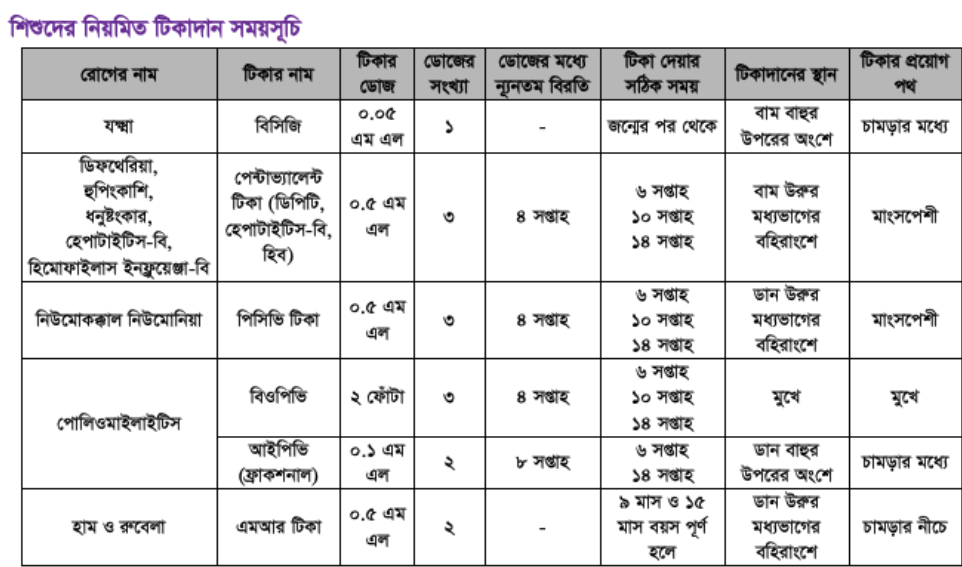 শিশুদের নিয়মিত টিকাদান সময়সূচি
রোগের নাম | টিকার নাম | টিকার ডোজ | ডোজের সংখ্যা | ডোজের মধ্যে ন্যূনতম বিরতি | টিকা দেয়ার সঠিক সময় | টিকাদানের স্থান | টিকার প্রয়োগ পথ
যক্ষ্মা | বিসিজি | ০.০৫ এম এল | ১ | - | জন্মের পর থেকে | বাম বাহুর উপরের অংশে | চামড়ার মধ্যে
ডিফথেরিয়া, হুপিংকাশি, ধনুষ্টংকার, হেপাটাইটিস-বি, হিমোফাইলাস ইনফ্লুয়েঞ্জা-বি | পেন্টাভ্যালেন্ট টিকা (ডিপিটি, হেপাটাইটিস-বি, হিব) | ০.৫ এম এল | ৩ | ৪ সপ্তাহ | ৬ সপ্তাহ ১০ সপ্তাহ ১৪ সপ্তাহ | বাম উরুর মধ্যভাগের বহিরাংশে | মাংসপেশী
নিউমোকক্কাল নিউমোনিয়া | পিসিভি টিকা | ০.৫ এম এল | ৩ | ৪ সপ্তাহ | ৬ সপ্তাহ ১০ সপ্তাহ ১৪ সপ্তাহ | ডান উরুর মধ্যভাগের বহিরাংশে | মাংসপেশী
পোলিওমাইলাইটিস | বিওপিভি | ২ ফোঁটা | ৩ | ৪ সপ্তাহ | ৬ সপ্তাহ ১০ সপ্তাহ ১৪ সপ্তাহ | মুখে | মুখে
আইপিভি (ফ্রাকশনাল) | ০.১ এম এল | ২ | ৮ সপ্তাহ | ৬ সপ্তাহ ১৪ সপ্তাহ | ডান বাহুর উপরের অংশে | চামড়ার মধ্যে
হাম ও রুবেলা | এমআর টিকা | ০.৫ এম এল | ২ | - | ৯ মাস ও ১৫ মাস বয়স পূর্ণ হলে | ডান উরুর মধ্যভাগের বহিরাংশে | চামড়ার নীচে